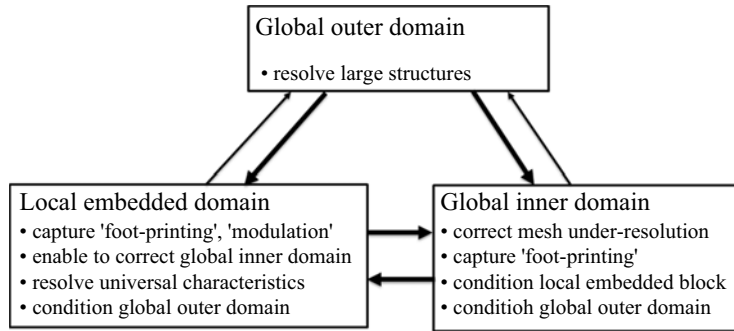 Global outer domain
• resolve large structures
Local embedded domain
• capture 'foot-printing', 'modulation'
• enable to correct global inner domain
• resolve universal characteristics
• condition global outer domain
Global inner domain
• correct mesh under-resolution
• capture 'foot-printing'
• condition local embedded block
• conditioh global outer domain